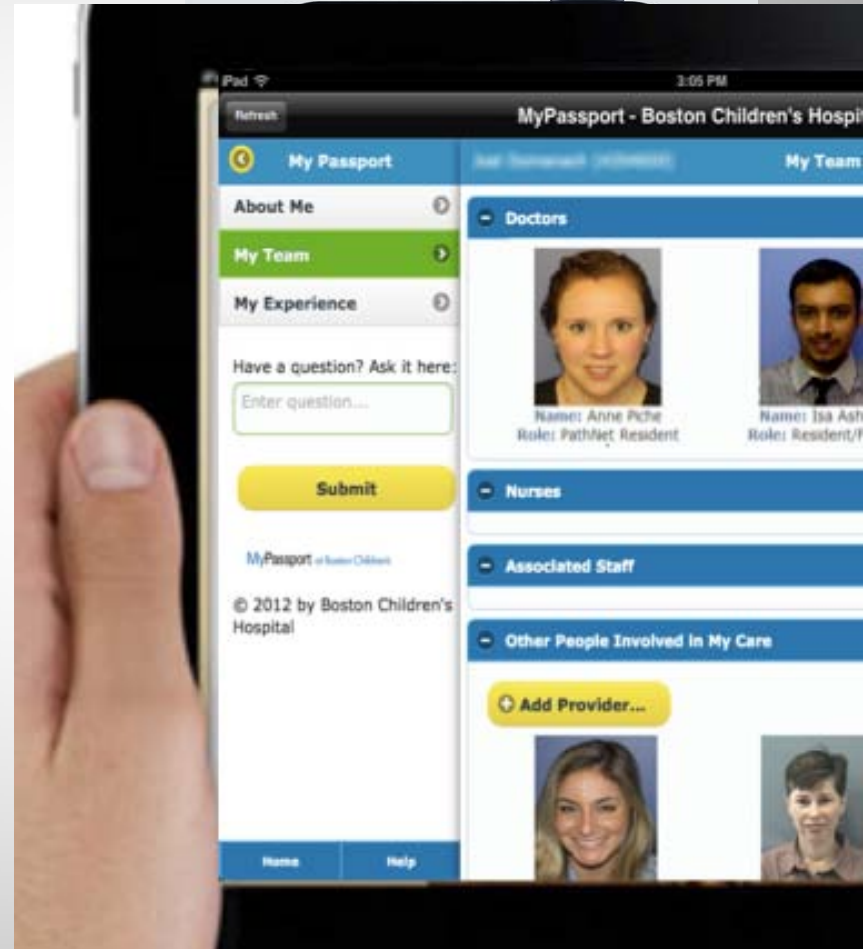 iPad
3:05 PM
Refresh
MyPassport - Boston Children's Hospit
My Passport
About Me
My Team
My Experience
Have a question? Ask it here:
Enter question...
Submit
MyPassport at Boston Children's
© 2012 by Boston Children's
Hospital
Home
Help
My Team
Doctors
Name: Anne Piche
Role: PathNet Resident
Name: Isa Ash
Role: Resident/F
Nurses
Associated Staff
Other People Involved in My Care
Add Provider...